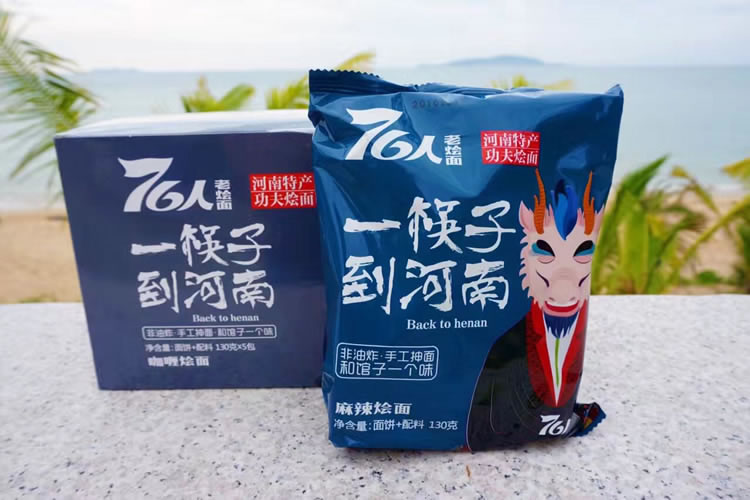 76人
老烩面
河南特产
功夫烩面
一筷子
到河南
Back to henan
非油炸·手工抻面·和馆子一个味
净含量:面饼+配料 130克×5包
咖喱烩面
76人
老烩面
河南特产
功夫烩面
一筷子
到河南
Back to henan
非油炸·手工抻面
和馆子一个味
麻辣烩面
净含量:面饼+配料 130克
76人